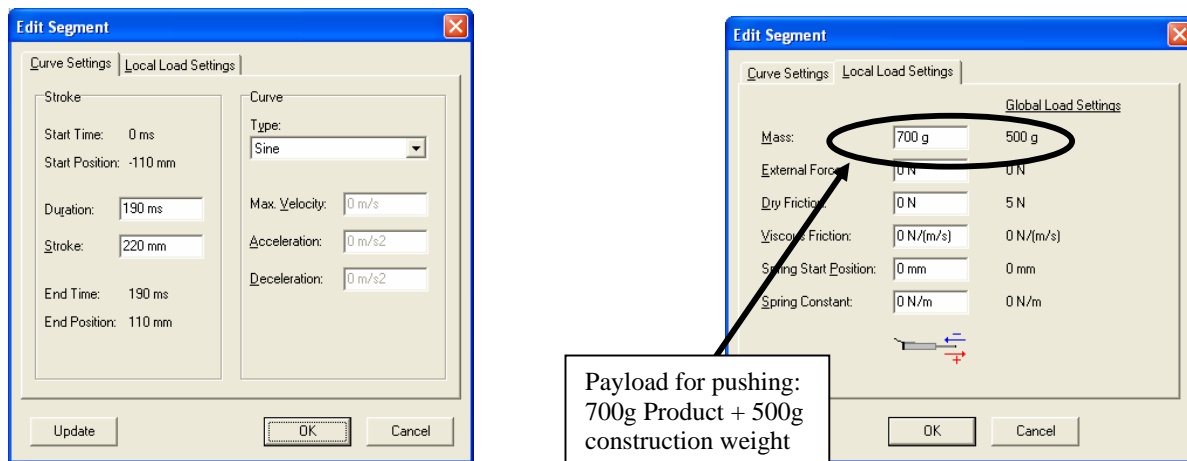 Edit Segment
Curve Settings
Local Load Settings
Stroke
Start Time: 0 ms
Start Position: -110 mm
Duration: 190 ms
Stroke: 220 mm
End Time: 190 ms
End Position: 110 mm
Curve
Type:
Sine
Max. Velocity: 0 m/s
Acceleration: 0 m/s2
Deceleration: 0 m/s2
Update
OK
Cancel
Edit Segment
Curve Settings
Local Load Settings
Global Load Settings
Mass: 700 g 500 g
External Force: 0 N 0 N
Dry Friction: 0 N 5 N
Viscous Friction: 0 N/(m/s) 0 N/(m/s)
Spring Start Position: 0 mm 0 mm
Spring Constant: 0 N/m 0 N/m
−
+
Payload for pushing:
700g Product + 500g
construction weight
OK
Cancel